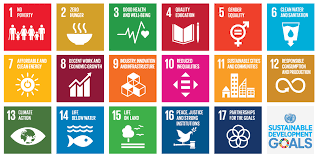 1 NO
POVERTY
2 ZERO
HUNGER
3 GOOD HEALTH
AND WELL-BEING
4 QUALITY
EDUCATION
5 GENDER
EQUALITY
6 CLEAN WATER
AND SANITATION
7 AFFORDABLE AND
CLEAN ENERGY
8 DECENT WORK AND
ECONOMIC GROWTH
9 INDUSTRY, INNOVATION
AND INFRASTRUCTURE
10 REDUCED
INEQUALITIES
11 SUSTAINABLE CITIES
AND COMMUNITIES
12 RESPONSIBLE
CONSUMPTION
AND PRODUCTION
13 CLIMATE
ACTION
14 LIFE
BELOW WATER
15 LIFE
ON LAND
16 PEACE, JUSTICE
AND STRONG
INSTITUTIONS
17 PARTNERSHIPS
FOR THE GOALS
SUSTAINABLE
DEVELOPMENT
GOALS